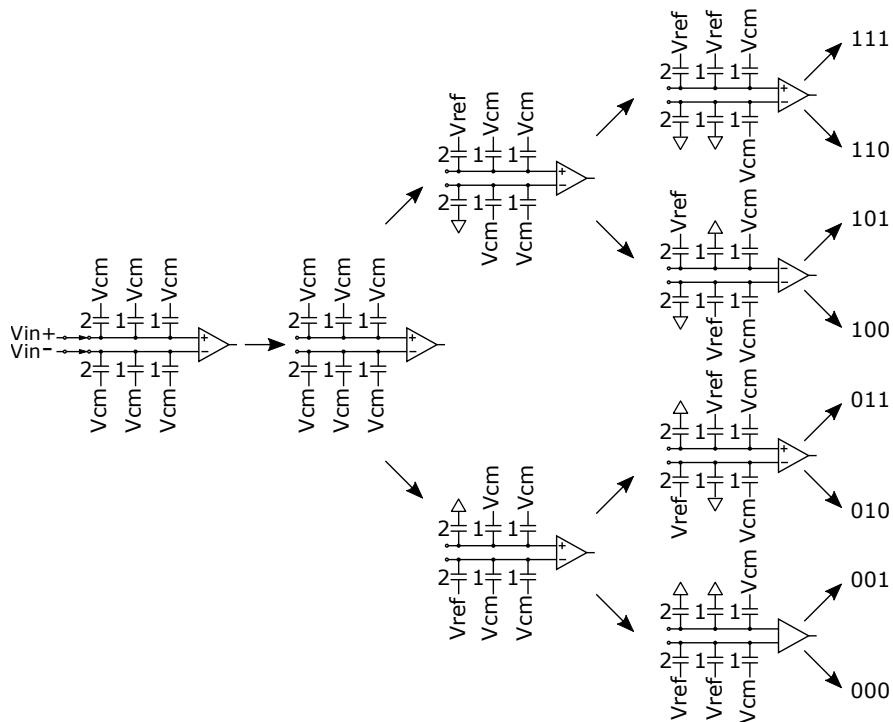 Vin+
Vin-
Vcm Vcm Vcm
2 1 1
+
−
2 1 1
Vcm Vcm Vcm
Vcm Vcm Vcm
2 1 1
+
−
2 1 1
Vcm Vcm Vcm
Vref Vcm Vcm
2 1 1
+
−
2 1 1
Vcm Vcm
Vcm Vcm
2 1 1
+
−
2 1 1
Vref Vcm Vcm
Vref Vref Vcm
2 1 1
+
−
2 1 1
Vcm
111
110
Vref Vcm
2 1 1
−
−
2 1 1
Vref Vcm
101
100
Vref Vcm
2 1 1
+
−
2 1 1
Vref Vcm
011
010
Vcm
2 1 1
2 1 1
Vref Vref Vcm
001
000